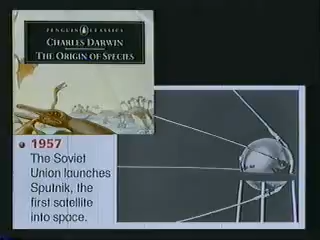 PENGUIN CLASSICS
CHARLES DARWIN
THE ORIGIN OF SPECIES
1957
The Soviet
Union launches
Sputnik, the
first satellite
into space.